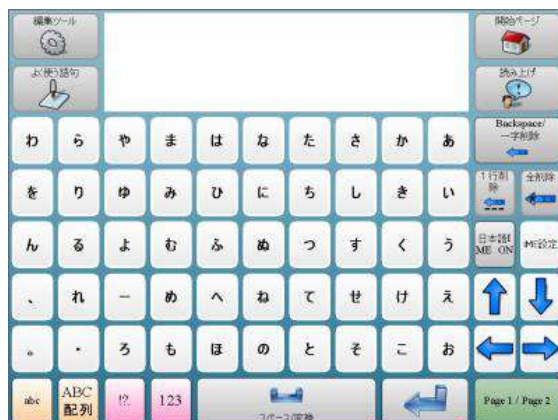 編集ツール
開始ページ
よく使う語句
読み上げ
わ ら や ま は な た さ か あ
Backspace/
一字削除
を り ゆ み ひ に ち し き い
1行削
除
全削除
ん る よ む ふ ぬ つ す く う
日本語I
ME ON
IME設定
、 れ ー め へ ね て せ け え
。 ・ ろ も ほ の と そ こ お
abc
ABC
配列
!?
123
スペース/変換
Page 1 / Page 2